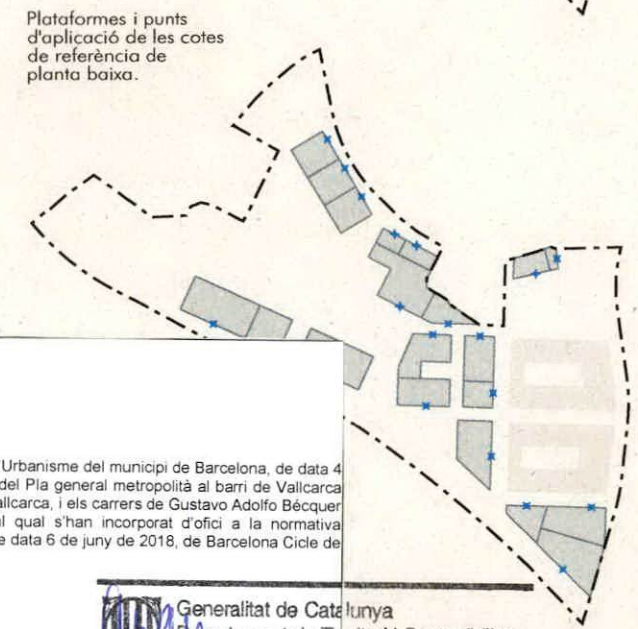 Plataformes i punts
d'aplicació de les cotes
de referència de
planta baixa.
Urbanisme del municipi de Barcelona, de data 4
del Pla general metropolità al barri de Vallcarca
allcarca, i els carrers de Gustavo Adolfo Bécquer
l qual s'han incorporat d'ofici a la normativa
e data 6 de juny de 2018, de Barcelona Cicle de
Generalitat de Catalunya